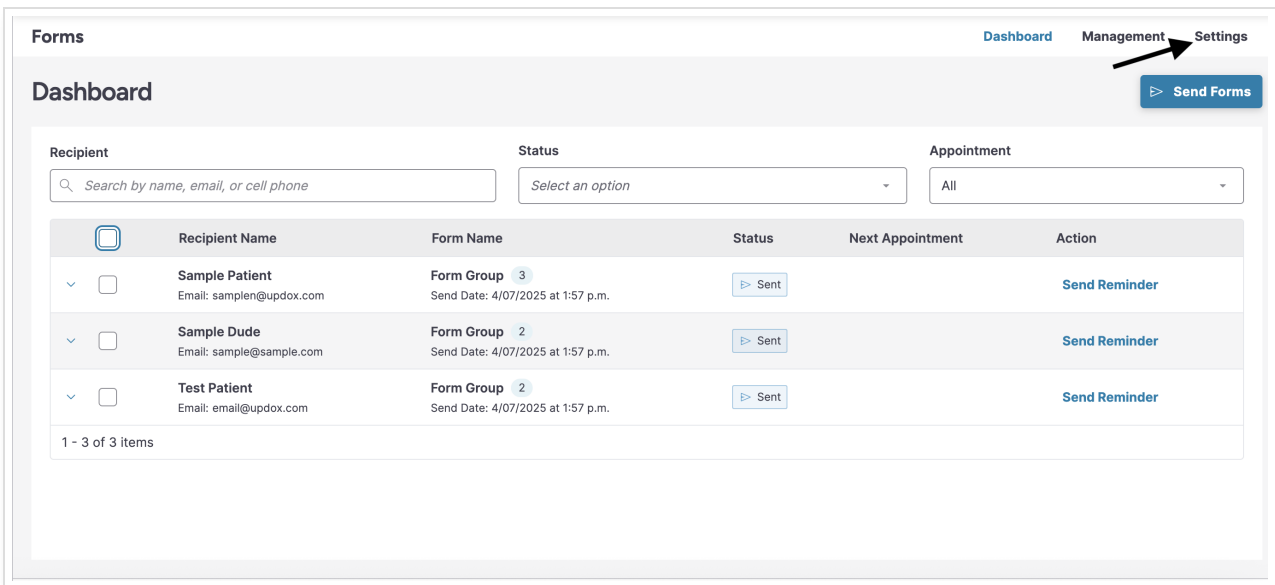 Forms
Dashboard Management Settings
Dashboard
Send Forms
Recipient Status Appointment
Search by name, email, or cell phone Select an option All
Recipient Name Form Name Status Next Appointment Action
Sample Patient Form Group 3 Sent Send Reminder
Email: samplen@updox.com Send Date: 4/07/2025 at 1:57 p.m.
Sample Dude Form Group 2 Sent Send Reminder
Email: sample@sample.com Send Date: 4/07/2025 at 1:57 p.m.
Test Patient Form Group 2 Sent Send Reminder
Email: email@updox.com Send Date: 4/07/2025 at 1:57 p.m.
1 - 3 of 3 items